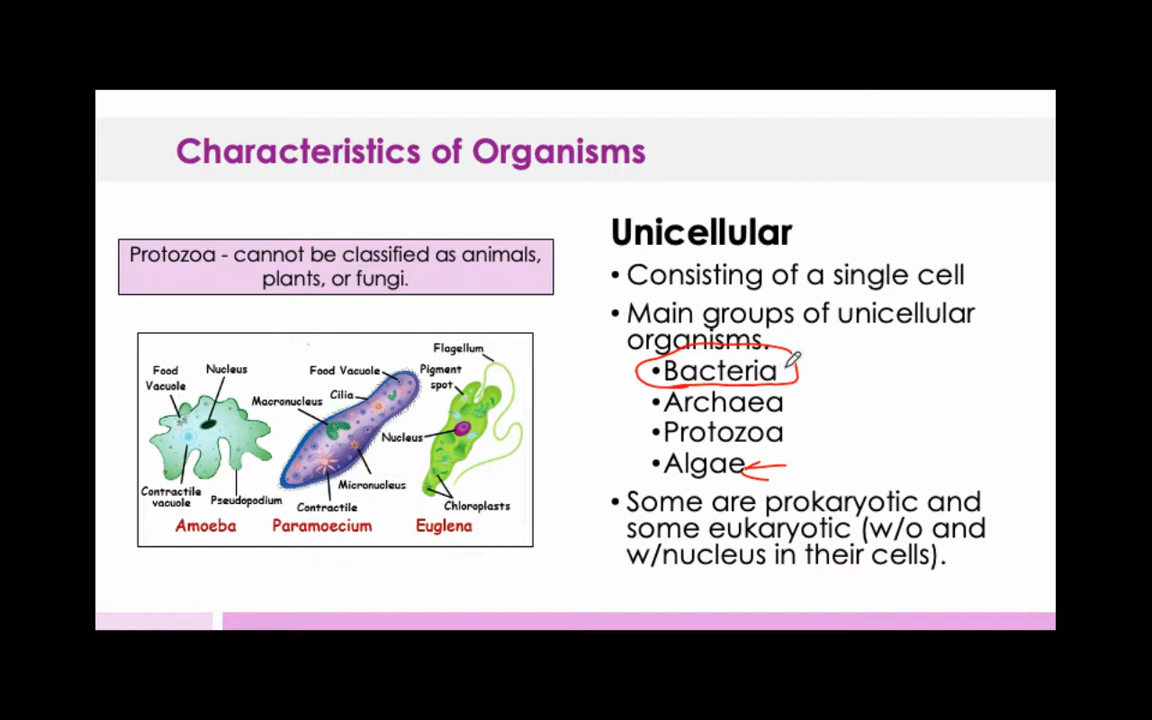 Characteristics of Organisms
Protozoa - cannot be classified as animals,
plants, or fungi.
Food
Vacuole
Nucleus
Contractile
vacuole
Pseudopodium
Amoeba
Food Vacuole
Cilia
Macronucleus
Micronucleus
Contractile
Paramoecium
Flagellum
Pigment
spot
Nucleus
Chloroplasts
Euglena
Unicellular
• Consisting of a single cell
• Main groups of unicellular
organisms.
• Bacteria
• Archaea
• Protozoa
• Algae
• Some are prokaryotic and
some eukaryotic (w/o and
w/nucleus in their cells).